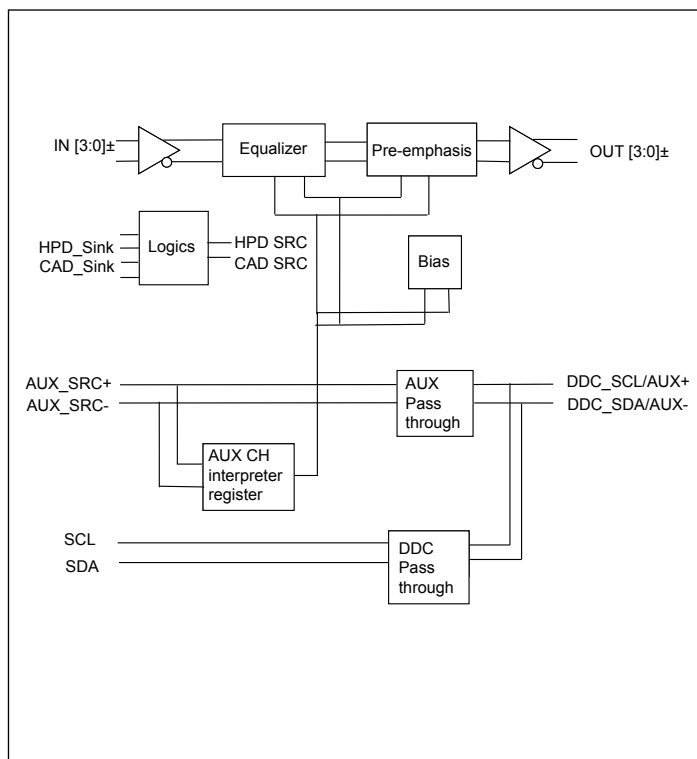 IN [3:0]±
Equalizer
Pre-emphasis
OUT [3:0]±
HPD_Sink
CAD_Sink
Logics
HPD SRC
CAD SRC
Bias
AUX_SRC+
AUX_SRC-
AUX
Pass
through
DDC_SCL/AUX+
DDC_SDA/AUX-
AUX CH
interpreter
register
SCL
SDA
DDC
Pass
through